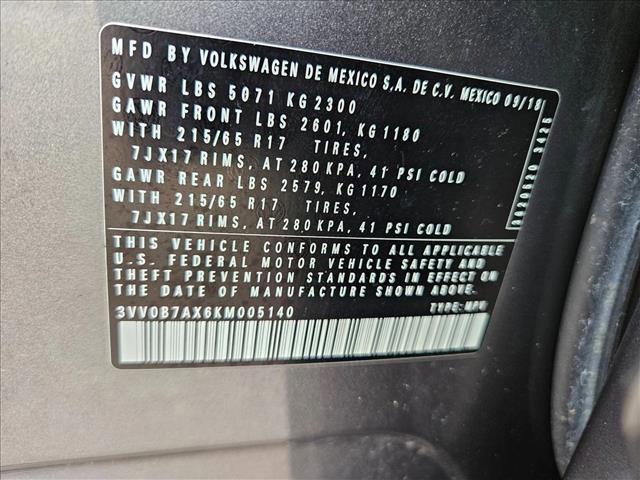 MFD BY VOLKSWAGEN DE MEXICO S.A. DE C.V. MEXICO 09/18
GVWR LBS 5071 KG 2300
GAWR FRONT LBS 2601, KG 1180
WITH 215/65 R17 TIRES,
7JX17 RIMS, AT 280 KPA, 41 PSI COLD
GAWR REAR LBS 2579, KG 1170
WITH 215/65 R17 TIRES,
7JX17 RIMS, AT 280 KPA, 41 PSI COLD
THIS VEHICLE CONFORMS TO ALL APPLICABLE
U.S. FEDERAL MOTOR VEHICLE SAFETY AND
THEFT PREVENTION STANDARDS IN EFFECT ON
THE DATE OF MANUFACTURE SHOWN ABOVE.
3VV0B7AX6KM005140 TYPE: MPV